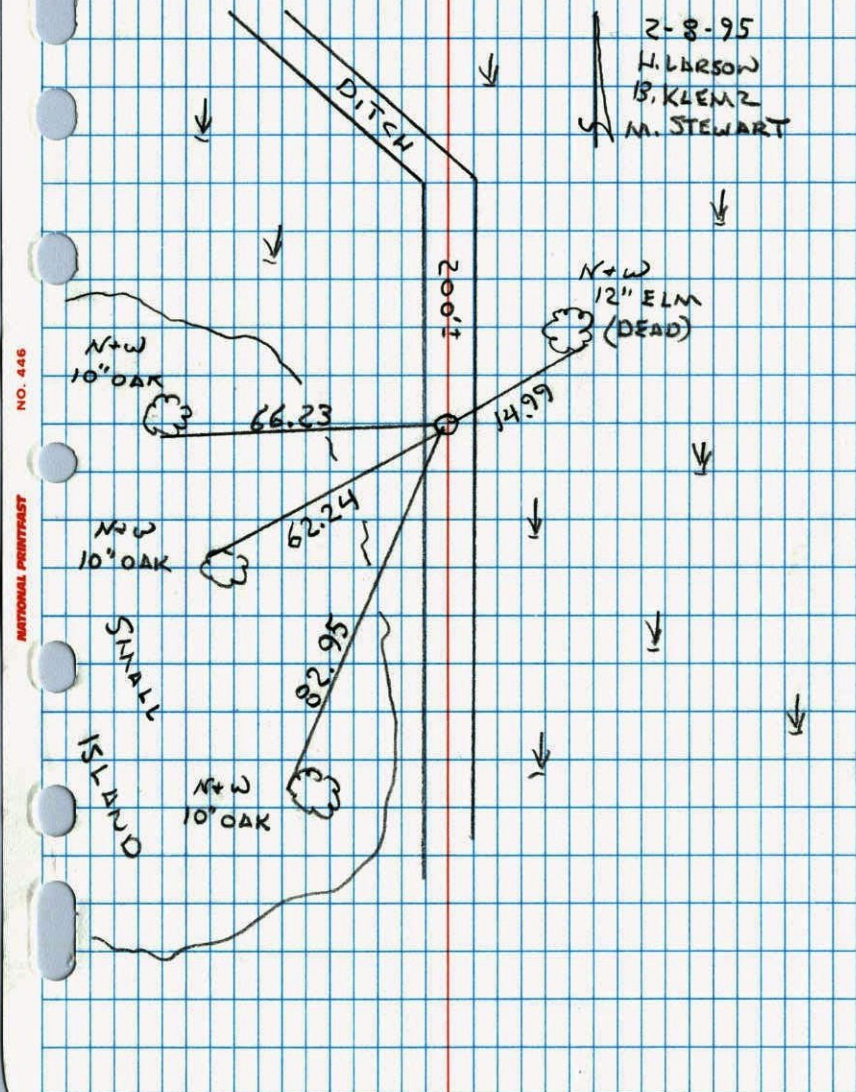 2-8-95
H. LARSON
B. KLEMZ
M. STEWART
DITCH
200'±
N+W
12" ELM
(DEAD)
14.99
N+W
10" OAK
66.23
N+W
10" OAK
62.24
82.95
N+W
10" OAK
SMALL
ISLAND
NO. 446
NATIONAL PRINTFAST